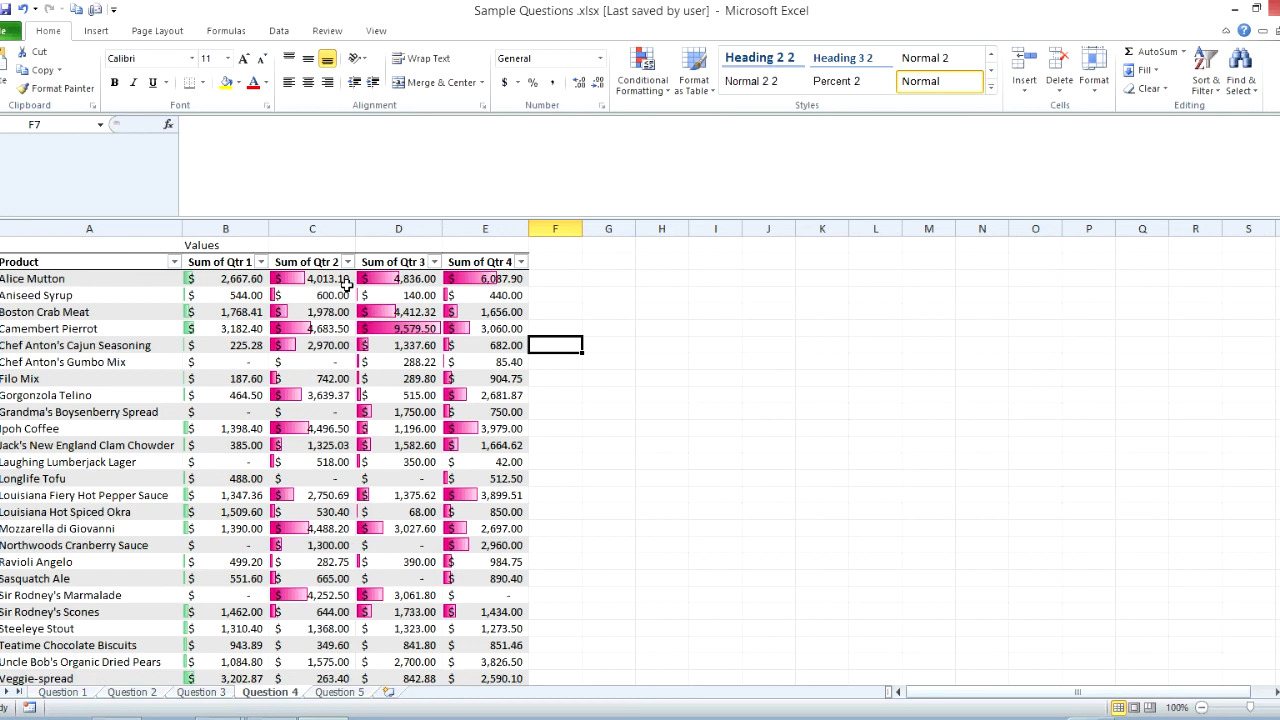 Sample Questions .xlsx [Last saved by user] - Microsoft Excel
Home Insert Page Layout Formulas Data Review View
Cut
Copy
Format Painter
Clipboard
Calibri 11
B I U
Font
Wrap Text
Merge & Center
Alignment
General
$ % ,
Number
Conditional Formatting
Format as Table
Heading 2 2 Heading 3 2 Normal 2
Normal 2 2 Percent 2 Normal
Styles
Insert Delete Format
Cells
Σ AutoSum
Fill
Clear
Sort & Filter
Find & Select
Editing
F7 fx
A B C D E F G H I J K L M N O P Q R S
Values
Product Sum of Qtr 1 Sum of Qtr 2 Sum of Qtr 3 Sum of Qtr 4
Alice Mutton $ 2,667.60 $ $ 4,836.00 $ 6,087.90
Aniseed Syrup $ 544.00 $ 600.00 $ 140.00 $ 440.00
Boston Crab Meat $ 1,768.41 $ 1,978.00 $ 4,412.32 $ 1,656.00
Camembert Pierrot $ 3,182.40 $ 4,683.50 $ 9,579.50 $ 3,060.00
Chef Anton's Cajun Seasoning $ 225.28 $ 2,970.00 $ 1,337.60 $ 682.00
Chef Anton's Gumbo Mix $ - $ - $ 288.22 $ 85.40
Filo Mix $ 187.60 $ 742.00 $ 289.80 $ 904.75
Gorgonzola Telino $ 464.50 $ 3,639.37 $ 515.00 $ 2,681.87
Grandma's Boysenberry Spread $ - $ - $ 1,750.00 $ 750.00
Ipoh Coffee $ 1,398.40 $ 4,496.50 $ 1,196.00 $ 3,979.00
Jack's New England Clam Chowder $ 385.00 $ 1,325.03 $ 1,582.60 $ 1,664.62
Laughing Lumberjack Lager $ - $ 518.00 $ 350.00 $ 42.00
Longlife Tofu $ 488.00 $ - $ - $ 512.50
Louisiana Fiery Hot Pepper Sauce $ 1,347.36 $ 2,750.69 $ 1,375.62 $ 3,899.51
Louisiana Hot Spiced Okra $ 1,509.60 $ 530.40 $ 68.00 $ 850.00
Mozzarella di Giovanni $ 1,390.00 $ 4,488.20 $ 3,027.60 $ 2,697.00
Northwoods Cranberry Sauce $ - $ 1,300.00 $ - $ 2,960.00
Ravioli Angelo $ 499.20 $ 282.75 $ 390.00 $ 984.75
Sasquatch Ale $ 551.60 $ 665.00 $ - $ 890.40
Sir Rodney's Marmalade $ - $ 4,252.50 $ 3,061.80 $ -
Sir Rodney's Scones $ 1,462.00 $ 644.00 $ 1,733.00 $ 1,434.00
Steeleye Stout $ 1,310.40 $ 1,368.00 $ 1,323.00 $ 1,273.50
Teatime Chocolate Biscuits $ 943.89 $ 349.60 $ 841.80 $ 851.46
Uncle Bob's Organic Dried Pears $ 1,084.80 $ 1,575.00 $ 2,700.00 $ 3,826.50
Veggie-spread $ 3,202.87 $ 263.40 $ 842.88 $ 2,590.10
Question 1 Question 2 Question 3 Question 4 Question 5
100%